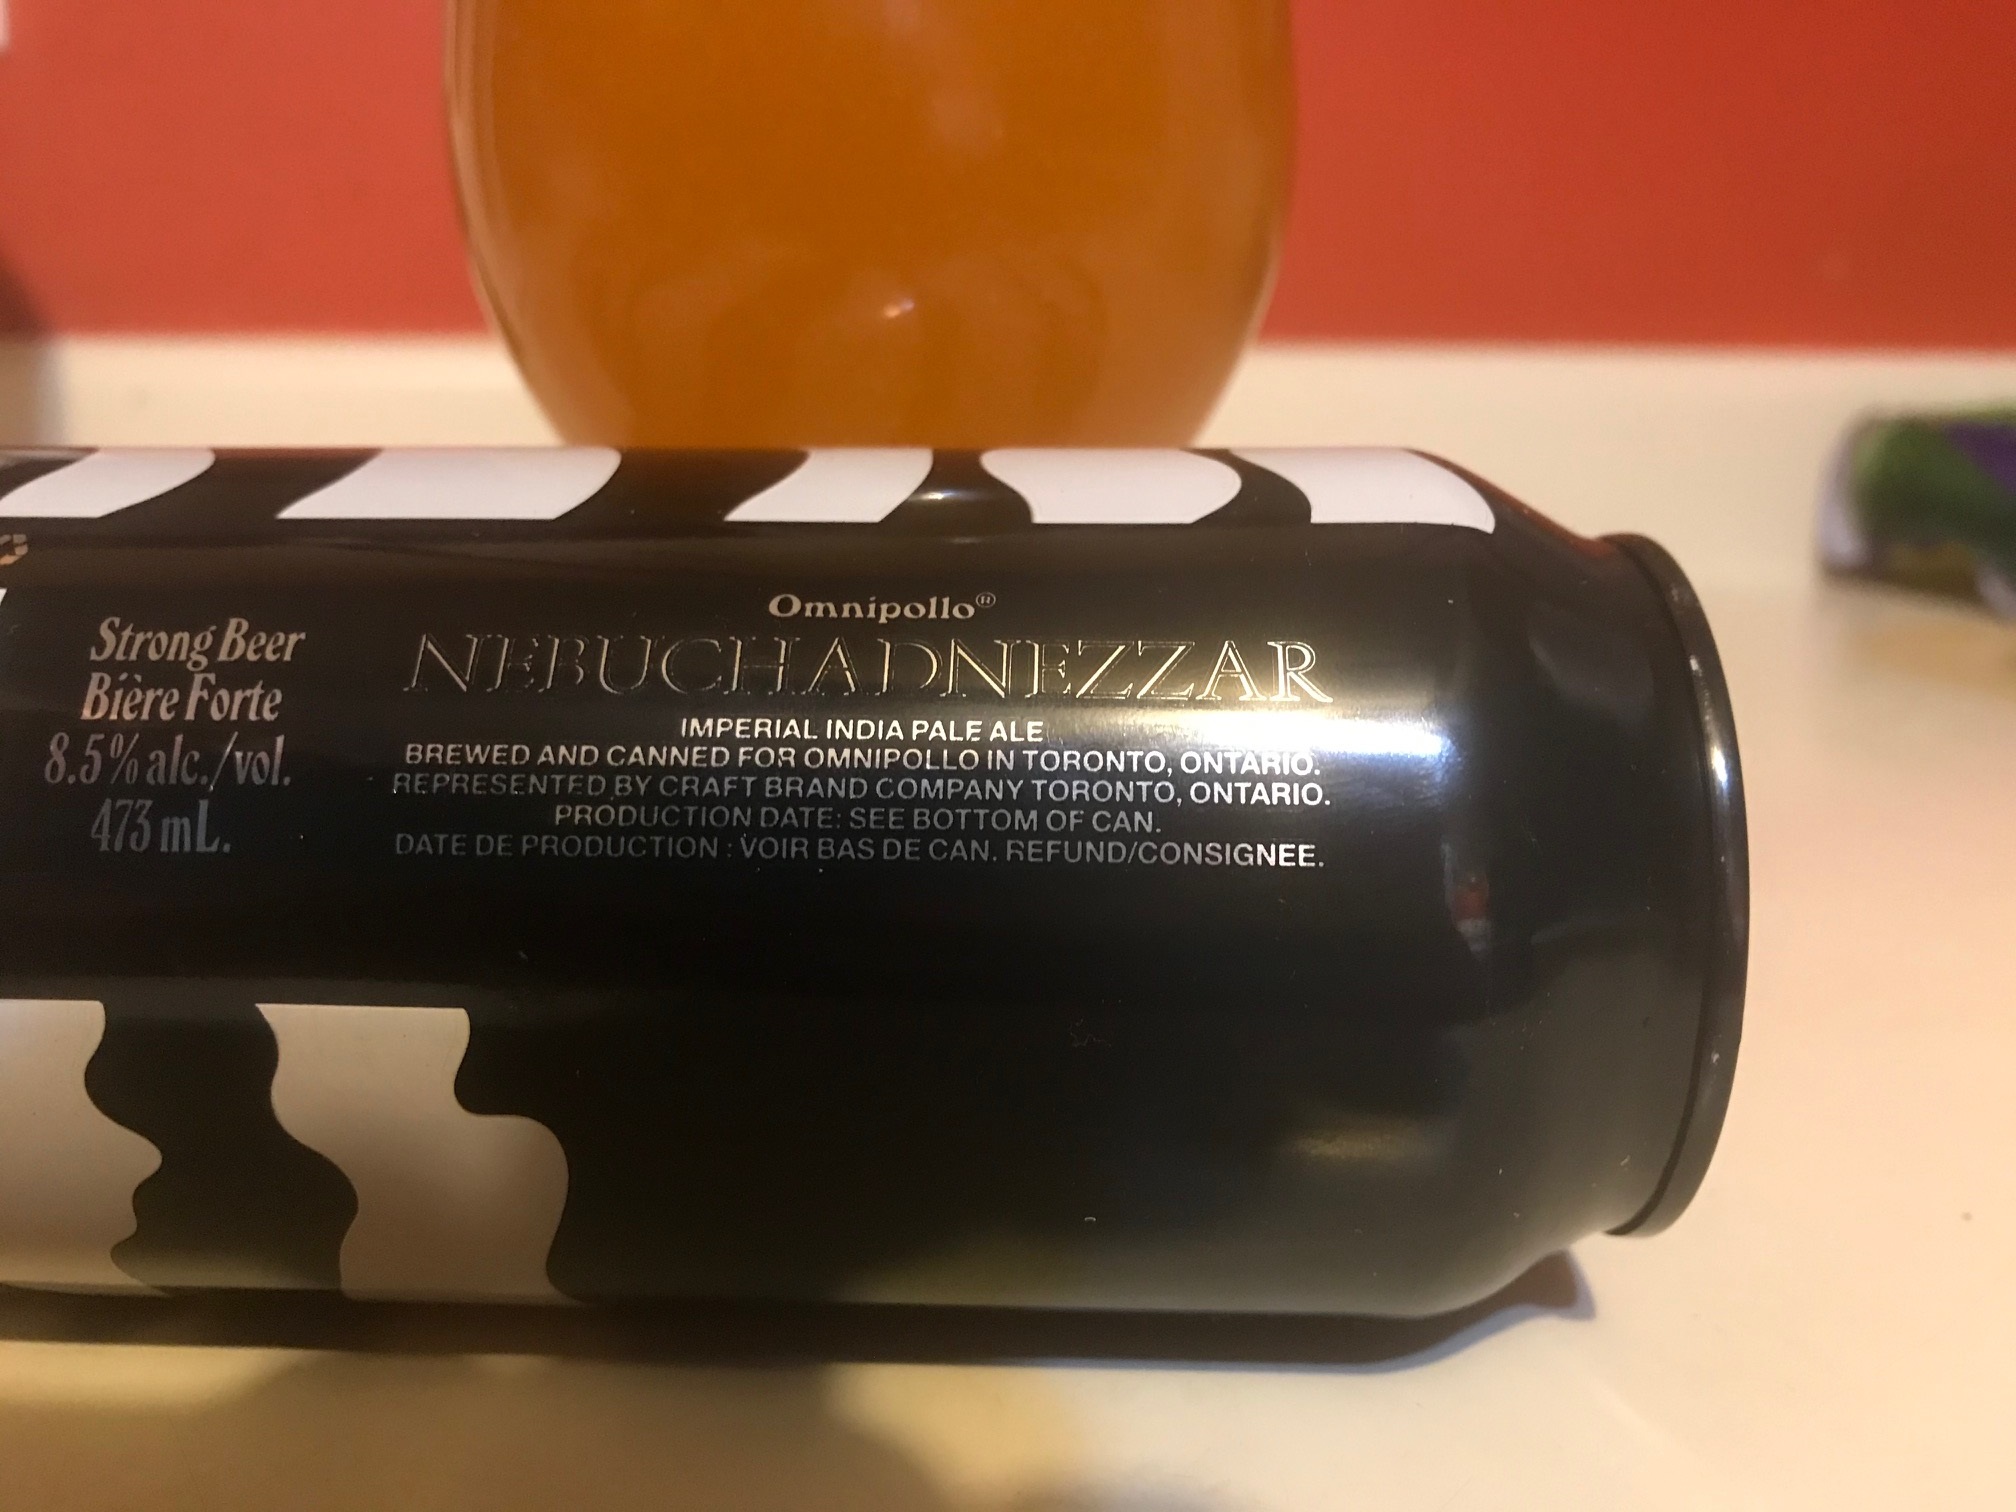 Strong Beer
Bière Forte
8.5% alc./vol.
473 mL.
Omnipollo®
NEBUCHADNEZZAR
IMPERIAL INDIA PALE ALE
BREWED AND CANNED FOR OMNIPOLLO IN TORONTO, ONTARIO.
REPRESENTED BY CRAFT BRAND COMPANY TORONTO, ONTARIO.
PRODUCTION DATE: SEE BOTTOM OF CAN.
DATE DE PRODUCTION : VOIR BAS DE CAN. REFUND/CONSIGNEE.